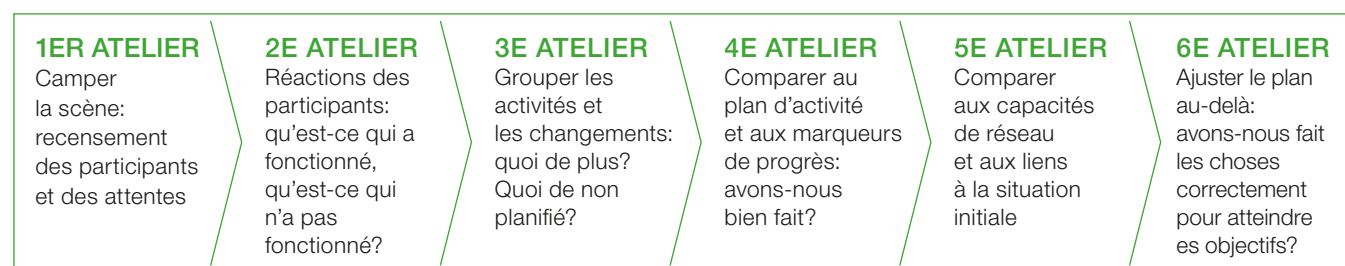 1ER ATELIER
Camper
la scène:
recensement
des participants
et des attentes
2E ATELIER
Réactions des
participants:
qu'est-ce qui a
fonctionné,
qu'est-ce qui
n'a pas
fonctionné?
3E ATELIER
Grouper les
activités et
les changements:
quoi de plus?
Quoi de non
planifié?
4E ATELIER
Comparer au
plan d'activité
et aux marqueurs
de progrès:
avons-nous
bien fait?
5E ATELIER
Comparer
aux capacités
de réseau
et aux liens
à la situation
initiale
6E ATELIER
Ajuster le plan
au-delà:
avons-nous fait
les choses
correctement
pour atteindre
es objectifs?